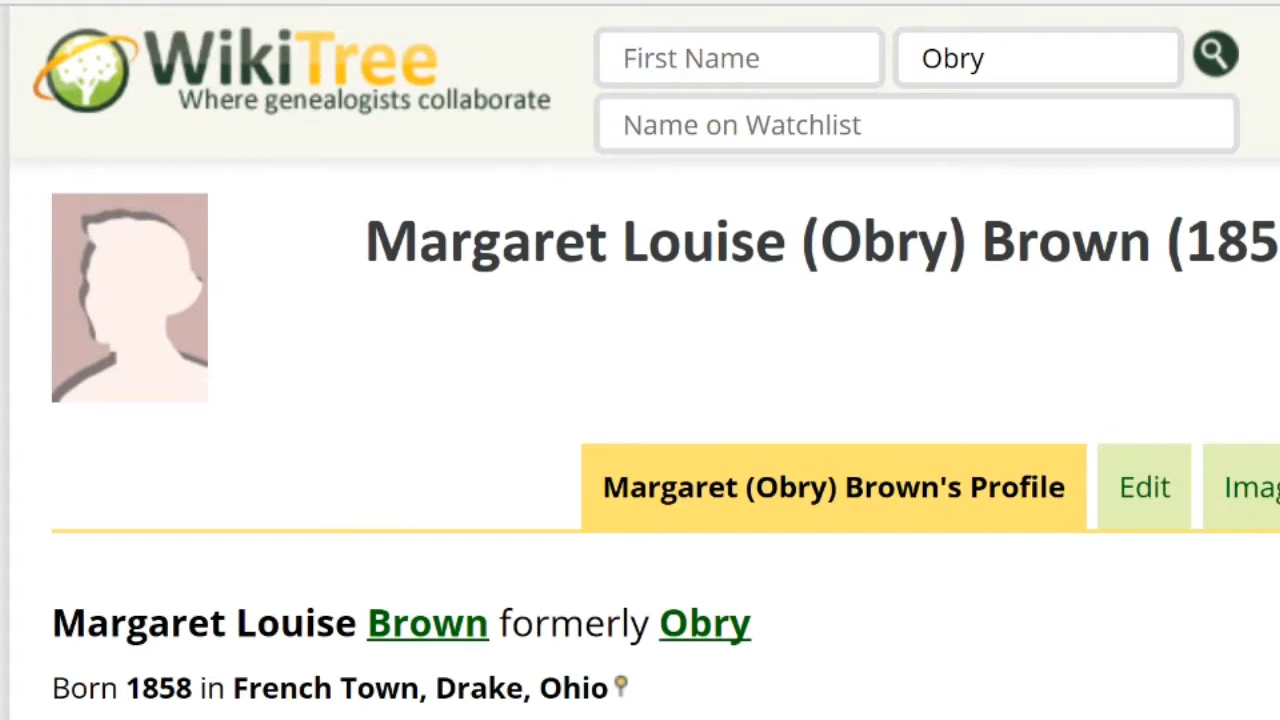 WikiTree
Where genealogists collaborate
First Name
Obry
Name on Watchlist
Margaret Louise (Obry) Brown (185
Margaret (Obry) Brown's Profile
Edit
Imag
Margaret Louise Brown formerly Obry
Born 1858 in French Town, Drake, Ohio